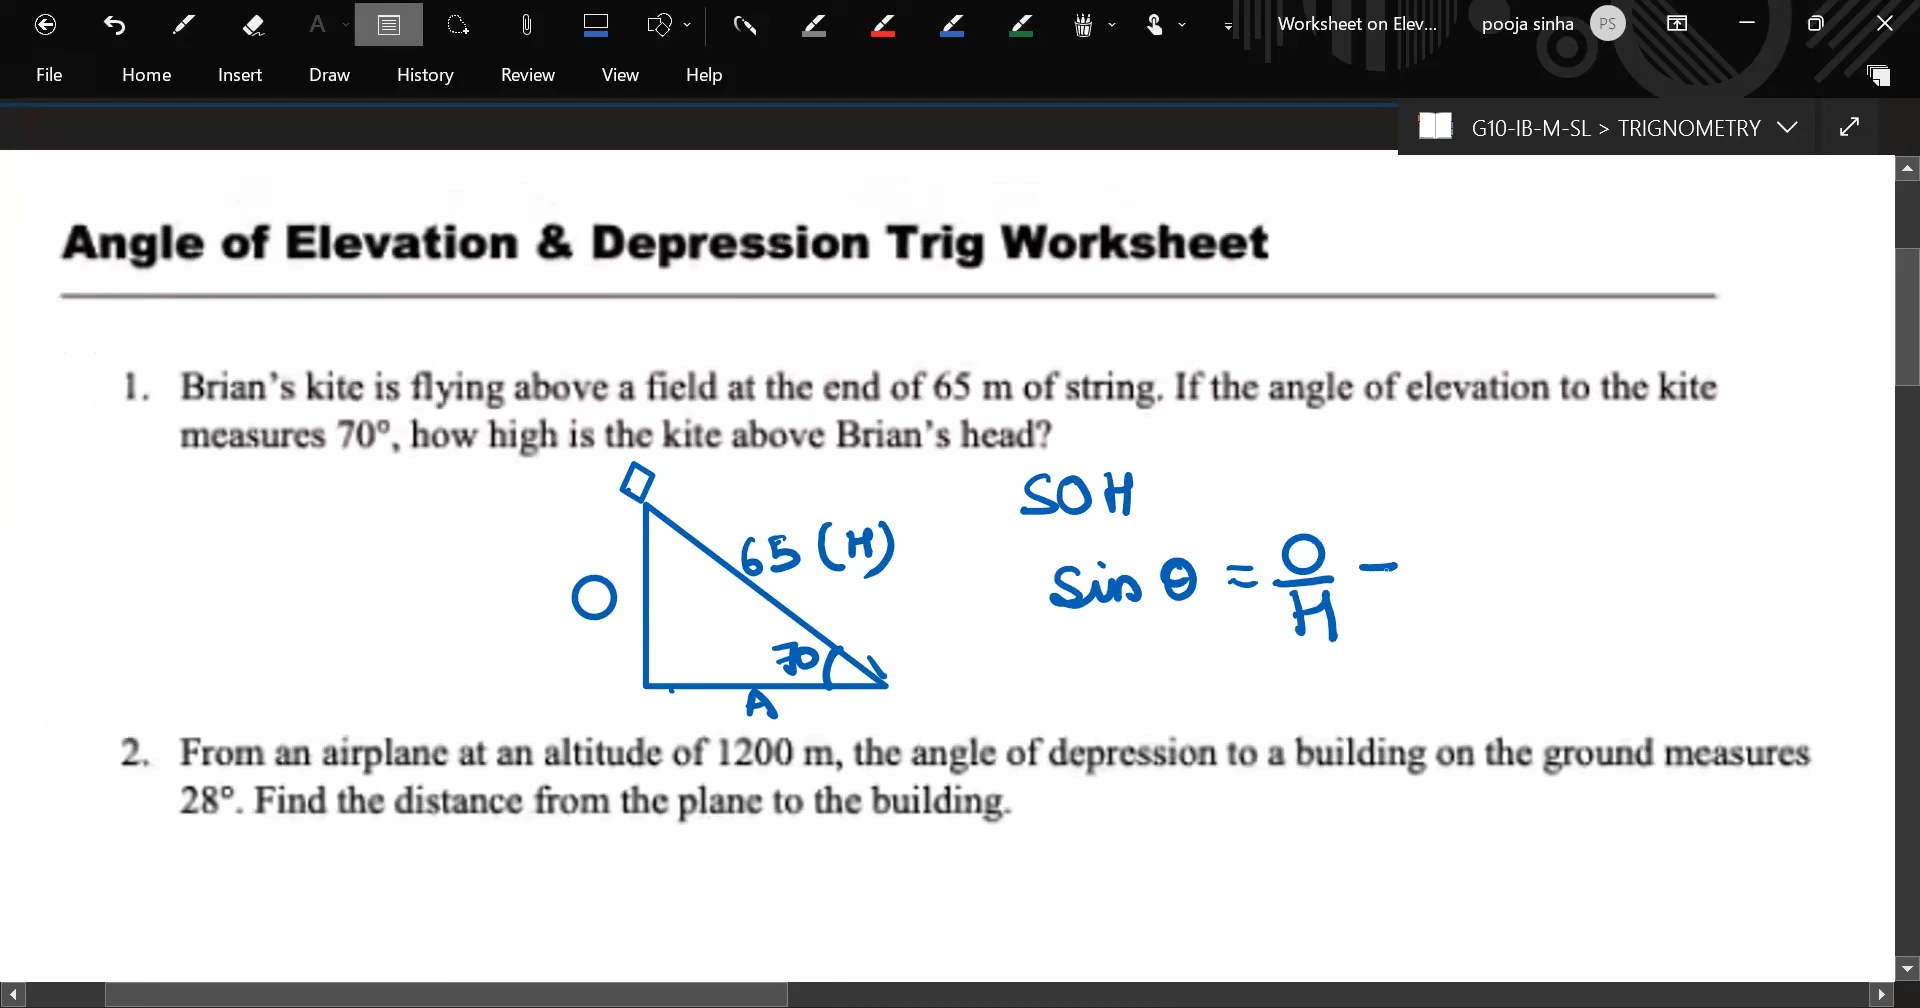 A
Worksheet on Elev...
pooja sinha
PS
File
Home
Insert
Draw
History
Review
View
Help
G10-IB-M-SL > TRIGNOMETRY
Angle of Elevation & Depression Trig Worksheet
1. Brian's kite is flying above a field at the end of 65 m of string. If the angle of elevation to the kite
measures 70°, how high is the kite above Brian's head?
SOH
65 (H)
O
sin θ = O/H -
70
A
2. From an airplane at an altitude of 1200 m, the angle of depression to a building on the ground measures
28°. Find the distance from the plane to the building.